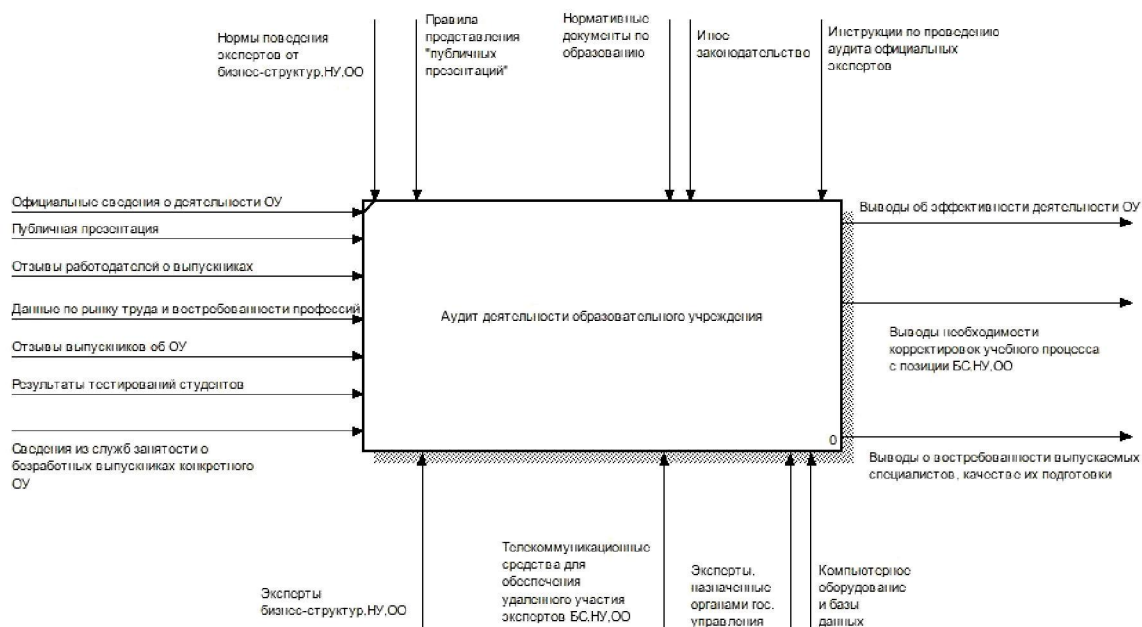 Нормы поведения
экспертов от
бизнес-структур,НУ,ОО
Правила
представления
"публичных
презентаций"
Нормативные
документы по
образованию
Иное
законодательство
Инструкции по проведению
аудита официальных
экспертов
Официальные сведения о деятельности ОУ
Публичная презентация
Отзывы работодателей о выпускниках
Данные по рынку труда и востребованности профессий
Отзывы выпускников об ОУ
Результаты тестирований студентов
Сведения из служб занятости о
безработных выпускниках конкретного
ОУ
Аудит деятельности образовательного учреждения
0
Выводы об эффективности деятельности ОУ
Выводы необходимости
корректировок учебного процесса
с позиции БС,НУ,ОО
Выводы о востребованности выпускаемых
специалистов, качестве их подготовки
Эксперты
бизнес-структур,НУ,ОО
Телекоммуникационные
средства для
обеспечения
удаленного участия
экспертов БС,НУ,ОО
Эксперты,
назначенные
органами гос.
управления
Компьютерное
оборудование
и базы
данных